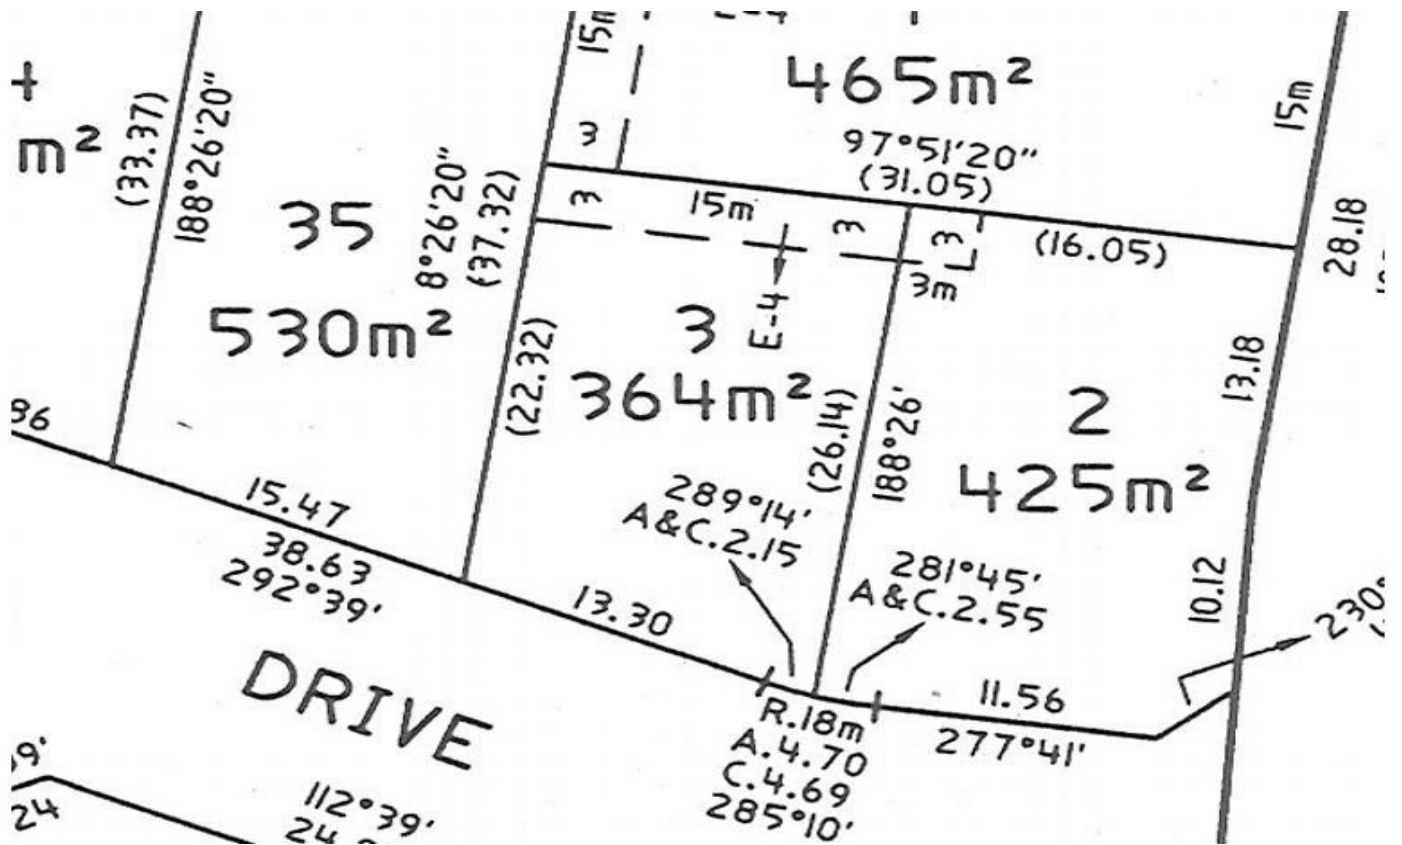 465m²
97°51'20"
(31.05)
15m
3
15m
(33.37)
188°26'20"
m²
35
530m²
8°26'20"
(37.32)
3
15m
3
3
3m
(16.05)
28.18
E-4
3
364m²
(22.32)
(26.14)
188°26'
2
425m²
13.18
10.12
15.47
38.63
292°39'
289°14'
A&C.2.15
281°45'
A&C.2.55
13.30
230°
11.56
277°41'
R.18m
A.4.70
C.4.69
285°10'
DRIVE
112°39'